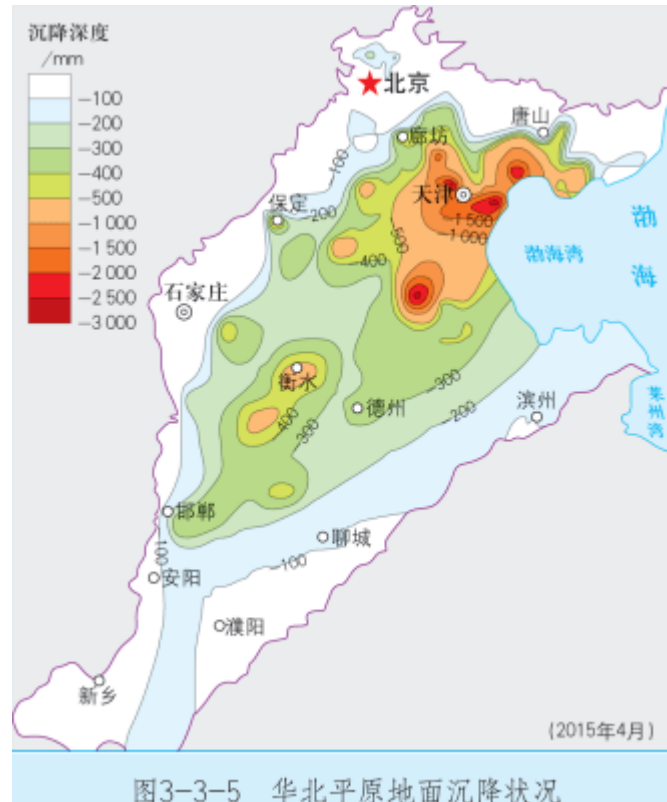 沉降深度
/mm
-100
-200
-300
-400
-500
-1 000
-1 500
-2 000
-2 500
-3 000
北京
唐山
廊坊
-100
天津
-1 500
-1 000
保定
-200
-500
-400
渤海
渤海湾
石家庄
衡水
-300
莱州湾
德州
-200
滨州
-400
-300
邯郸
聊城
-100
100
安阳
濮阳
新乡
(2015年4月)
图3-3-5 华北平原地面沉降状况